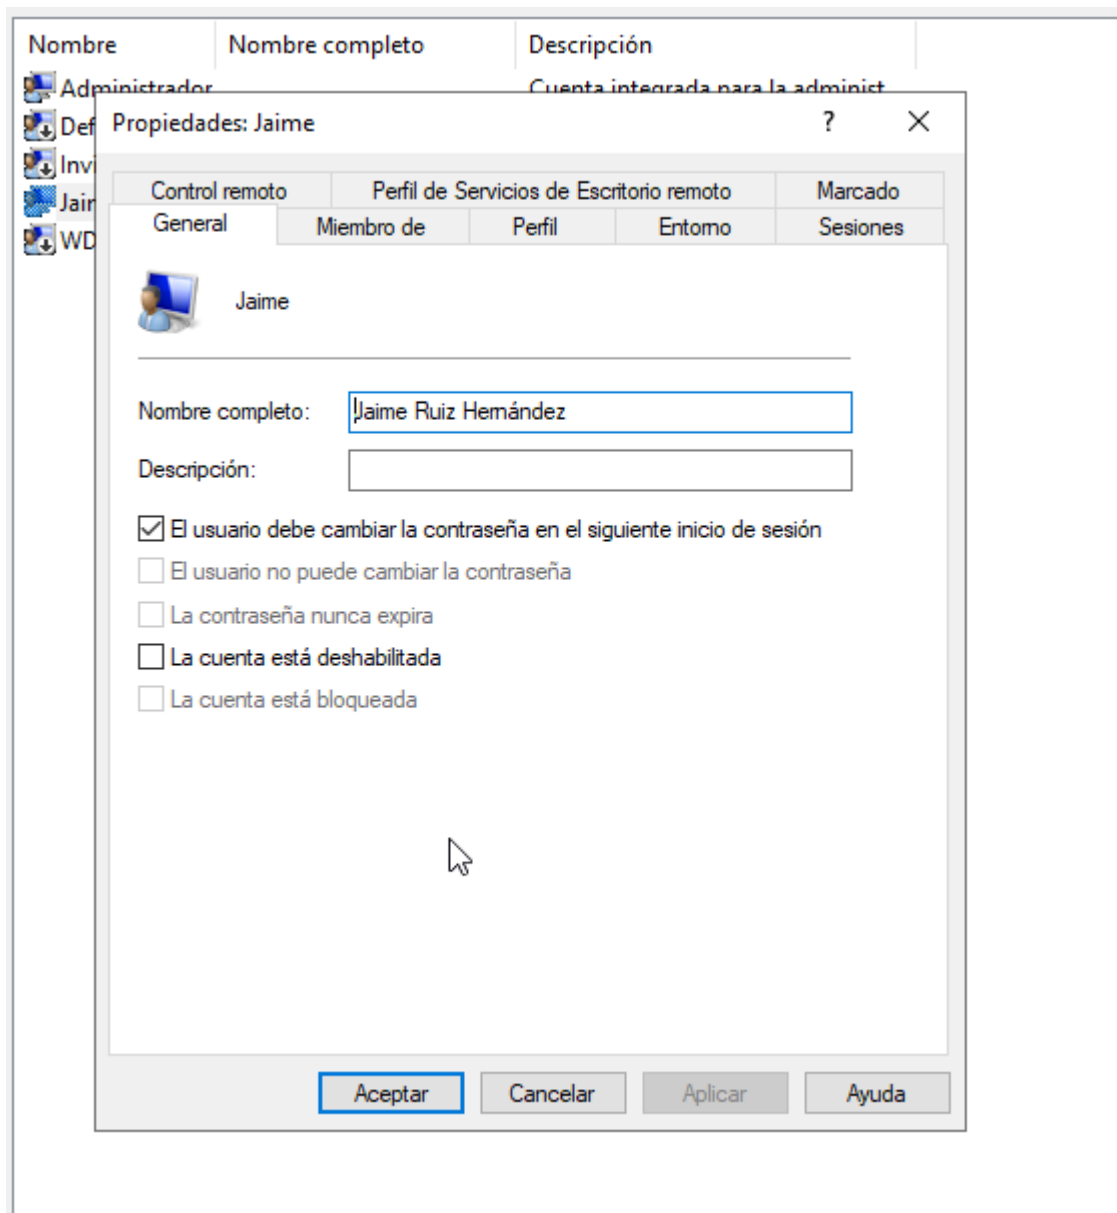 Nombre Nombre completo Descripción
Administrador Cuenta integrada para la administ
Def
Invi
WD
Propiedades: Jaime ?
Control remoto Perfil de Servicios de Escritorio remoto Marcado
General Miembro de Perfil Entorno Sesiones
Jaime
Nombre completo: Jaime Ruiz Hernández
Descripción:
El usuario debe cambiar la contraseña en el siguiente inicio de sesión
El usuario no puede cambiar la contraseña
La contraseña nunca expira
La cuenta está deshabilitada
La cuenta está bloqueada
Aceptar Cancelar Aplicar Ayuda